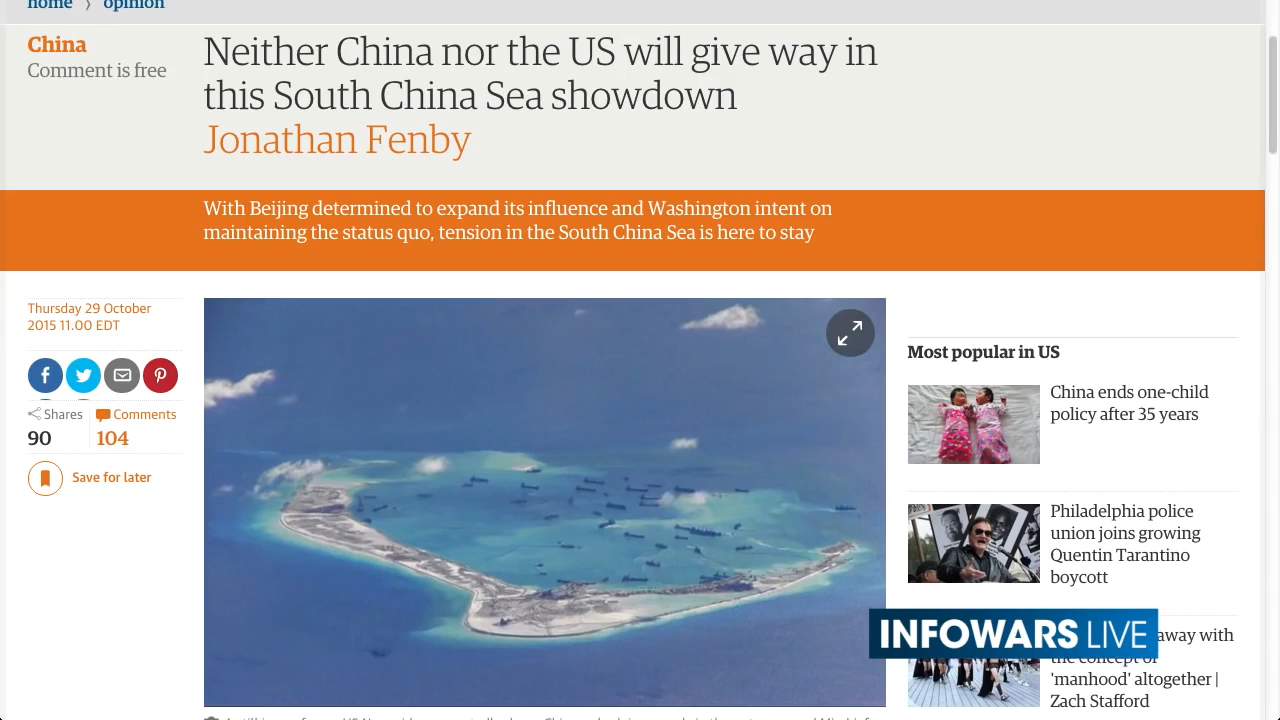 home › opinion
China
Comment is free
Neither China nor the US will give way in
this South China Sea showdown
Jonathan Fenby
With Beijing determined to expand its influence and Washington intent on
maintaining the status quo, tension in the South China Sea is here to stay
Thursday 29 October
2015 11.00 EDT
Shares
90
Comments
104
Save for later
Most popular in US
China ends one-child
policy after 35 years
Philadelphia police
union joins growing
Quentin Tarantino
boycott
away with
the concept of
'manhood' altogether |
Zach Stafford
INFOWARS LIVE